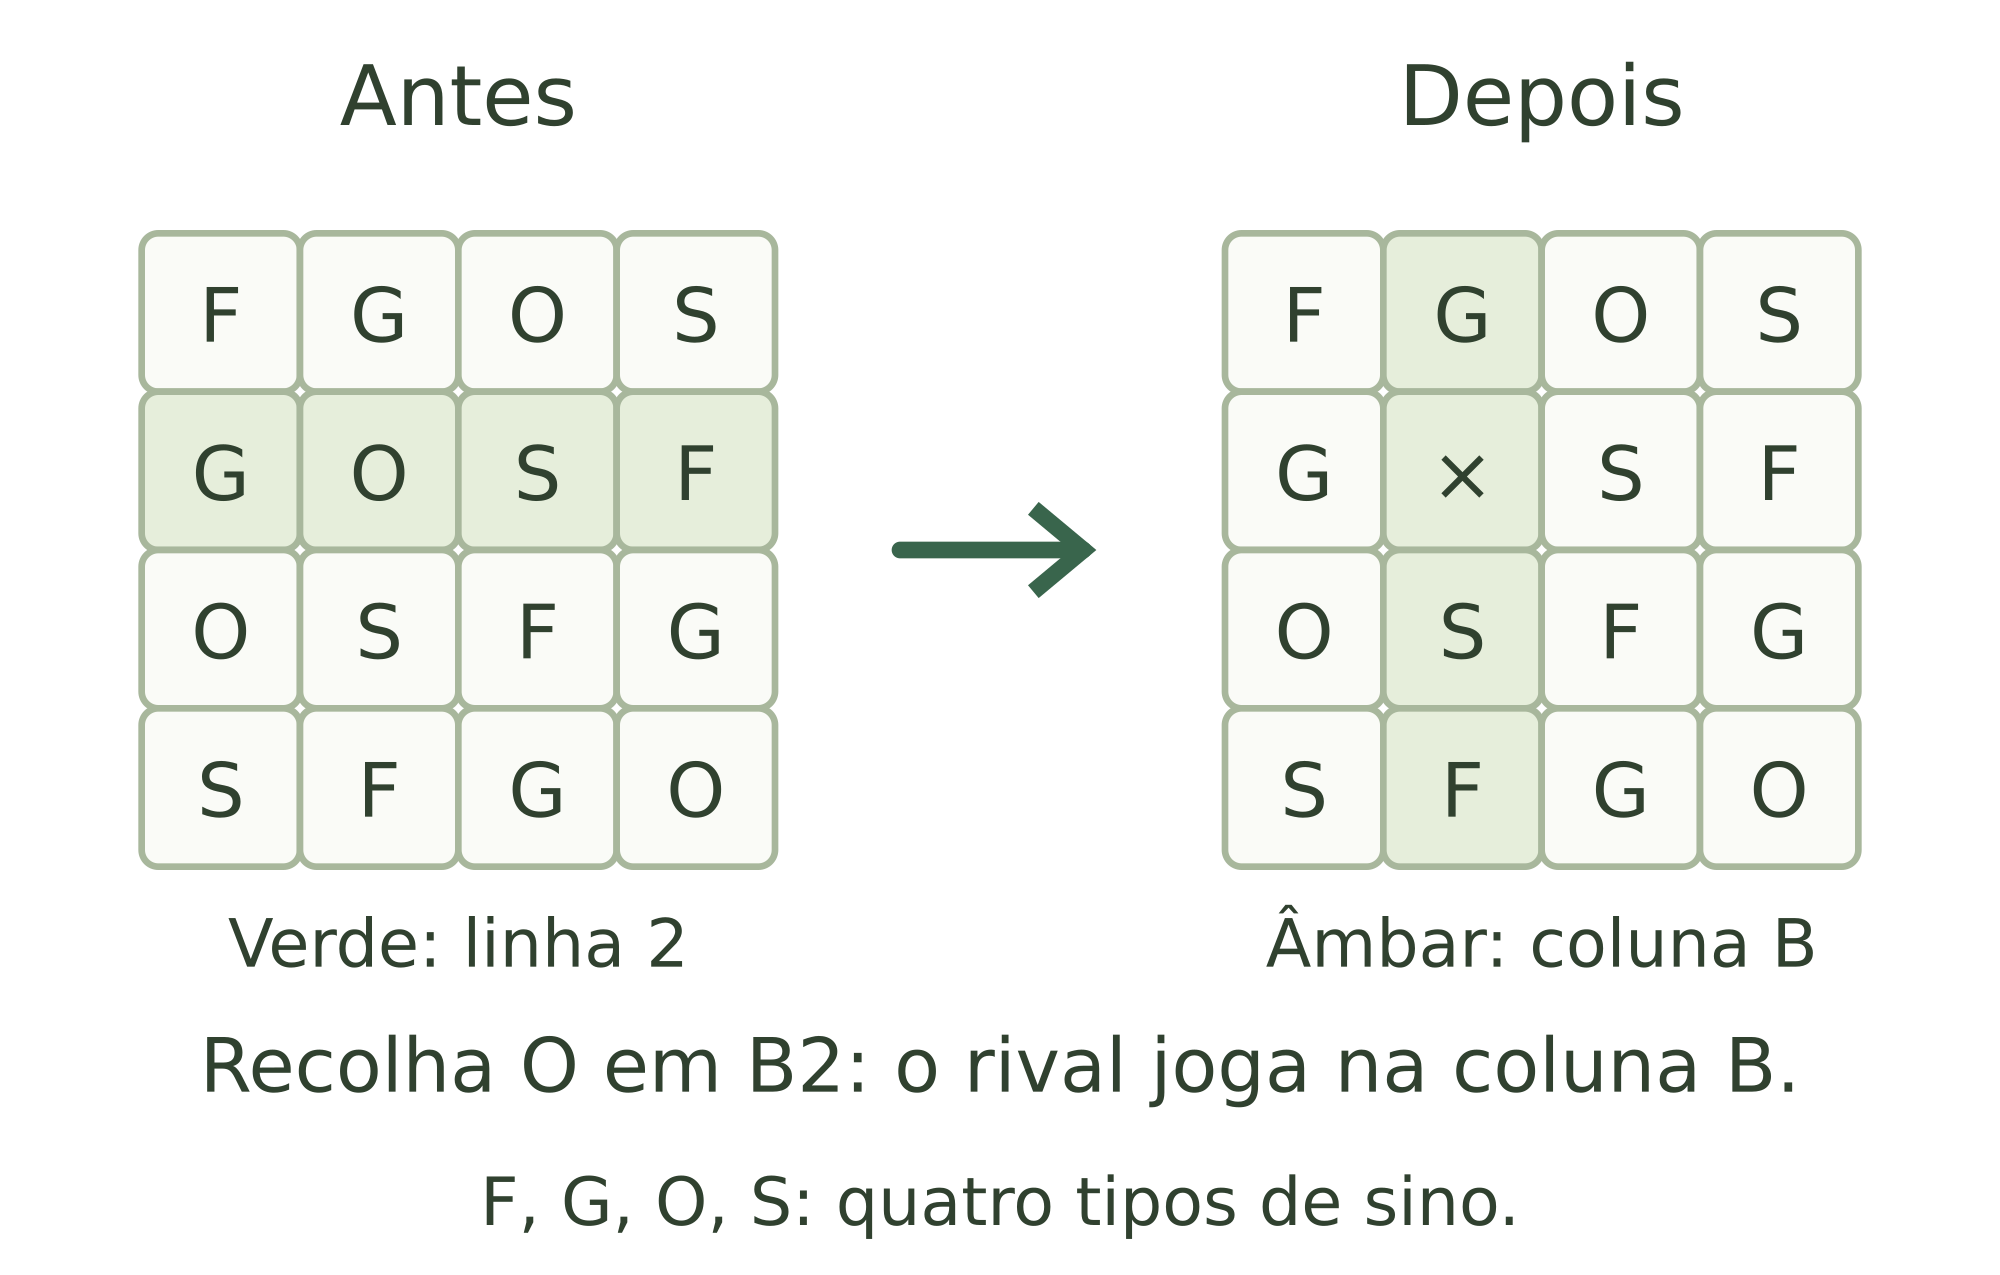 Antes
Depois
F G O S
G O S F
O S F G
S F G O
F G O S
G × S F
O S F G
S F G O
Verde: linha 2
Âmbar: coluna B
Recolha O em B2: o rival joga na coluna B.
F, G, O, S: quatro tipos de sino.